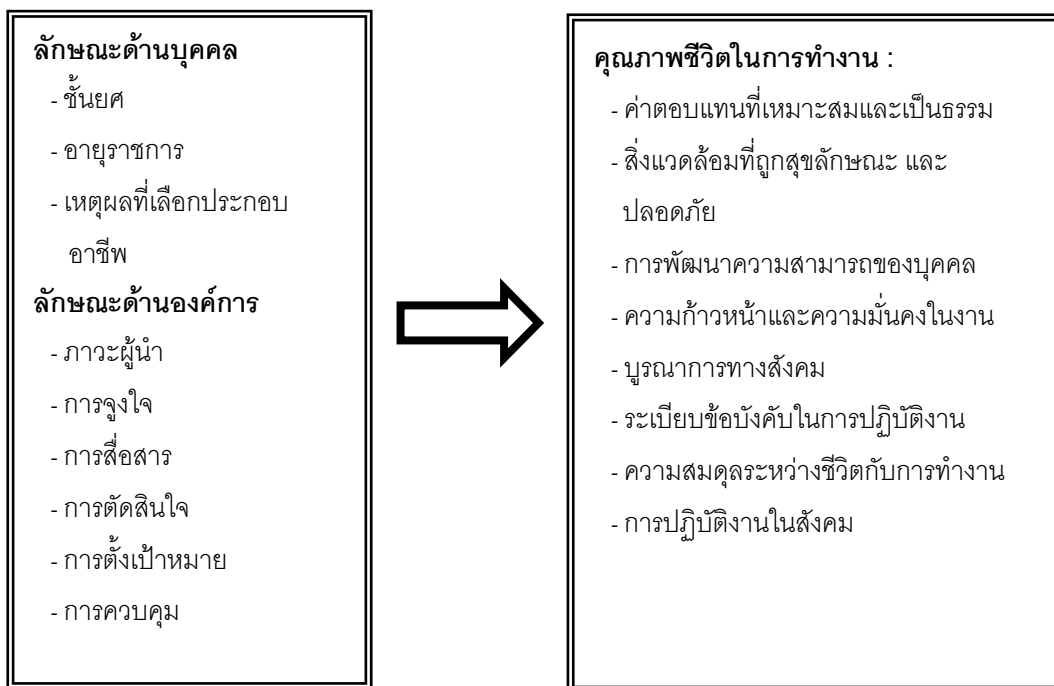 ลักษณะด้านบุคคล
- ชั้นยศ
- อายุราชการ
- เหตุผลที่เลือกประกอบ
อาชีพ
ลักษณะด้านองค์การ
- ภาวะผู้นำ
- การจูงใจ
- การสื่อสาร
- การตัดสินใจ
- การตั้งเป้าหมาย
- การควบคุม
คุณภาพชีวิตในการทำงาน :
- ค่าตอบแทนที่เหมาะสมและเป็นธรรม
- สิ่งแวดล้อมที่ถูกสุขลักษณะ และ
ปลอดภัย
- การพัฒนาความสามารถของบุคคล
- ความก้าวหน้าและความมั่นคงในงาน
- บูรณาการทางสังคม
- ระเบียบข้อบังคับในการปฏิบัติงาน
- ความสมดุลระหว่างชีวิตกับการทำงาน
- การปฏิบัติงานในสังคม